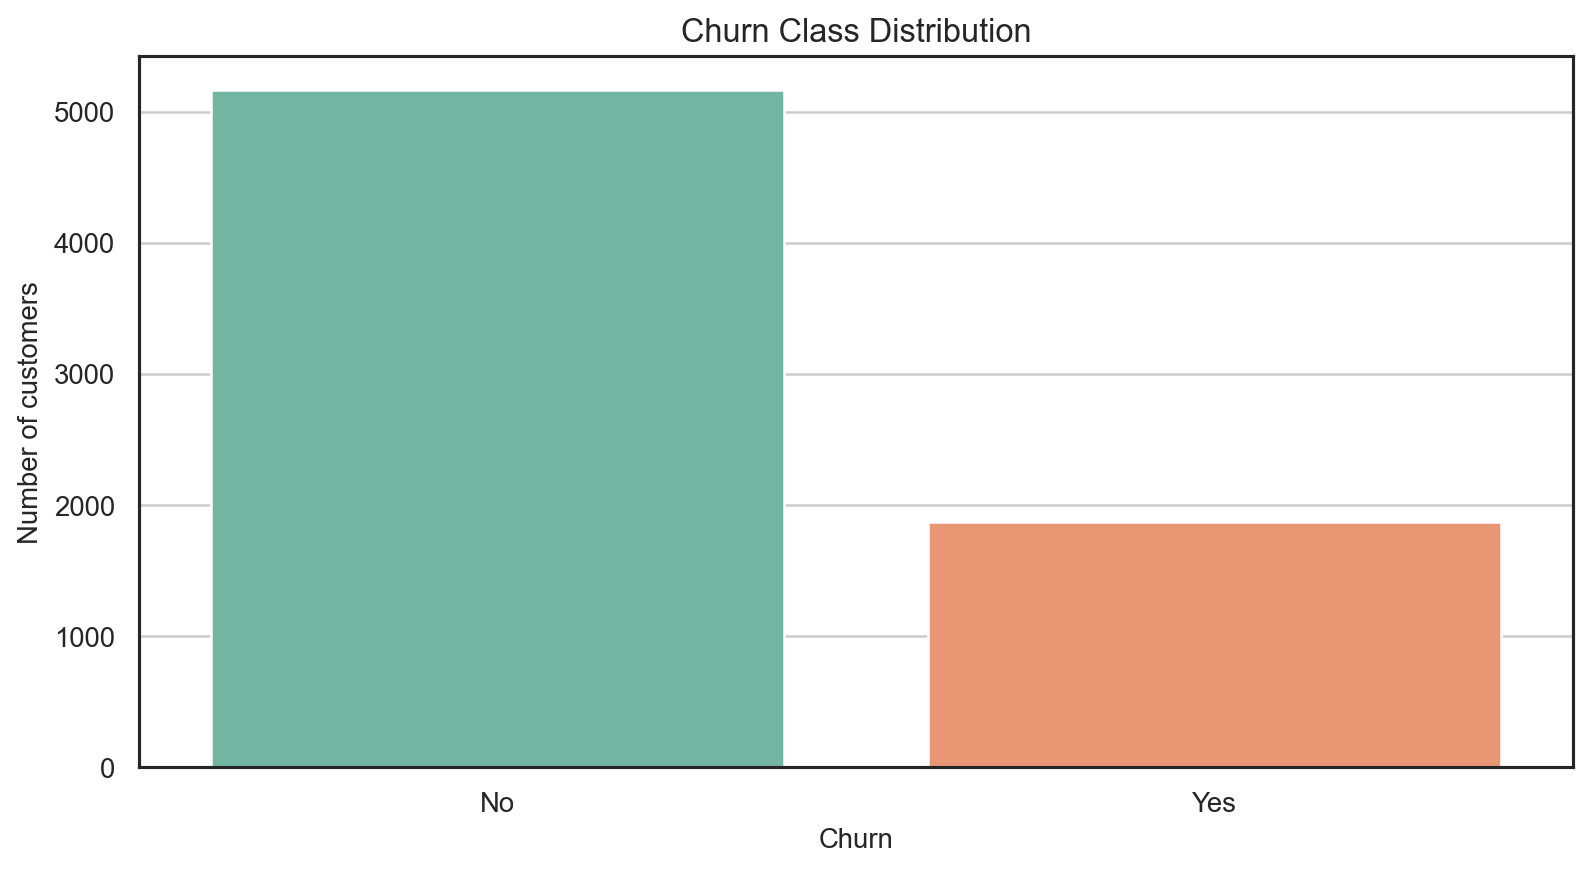 Churn Class Distribution
5000
4000
3000
2000
1000
0
Number of customers
No
Yes
Churn